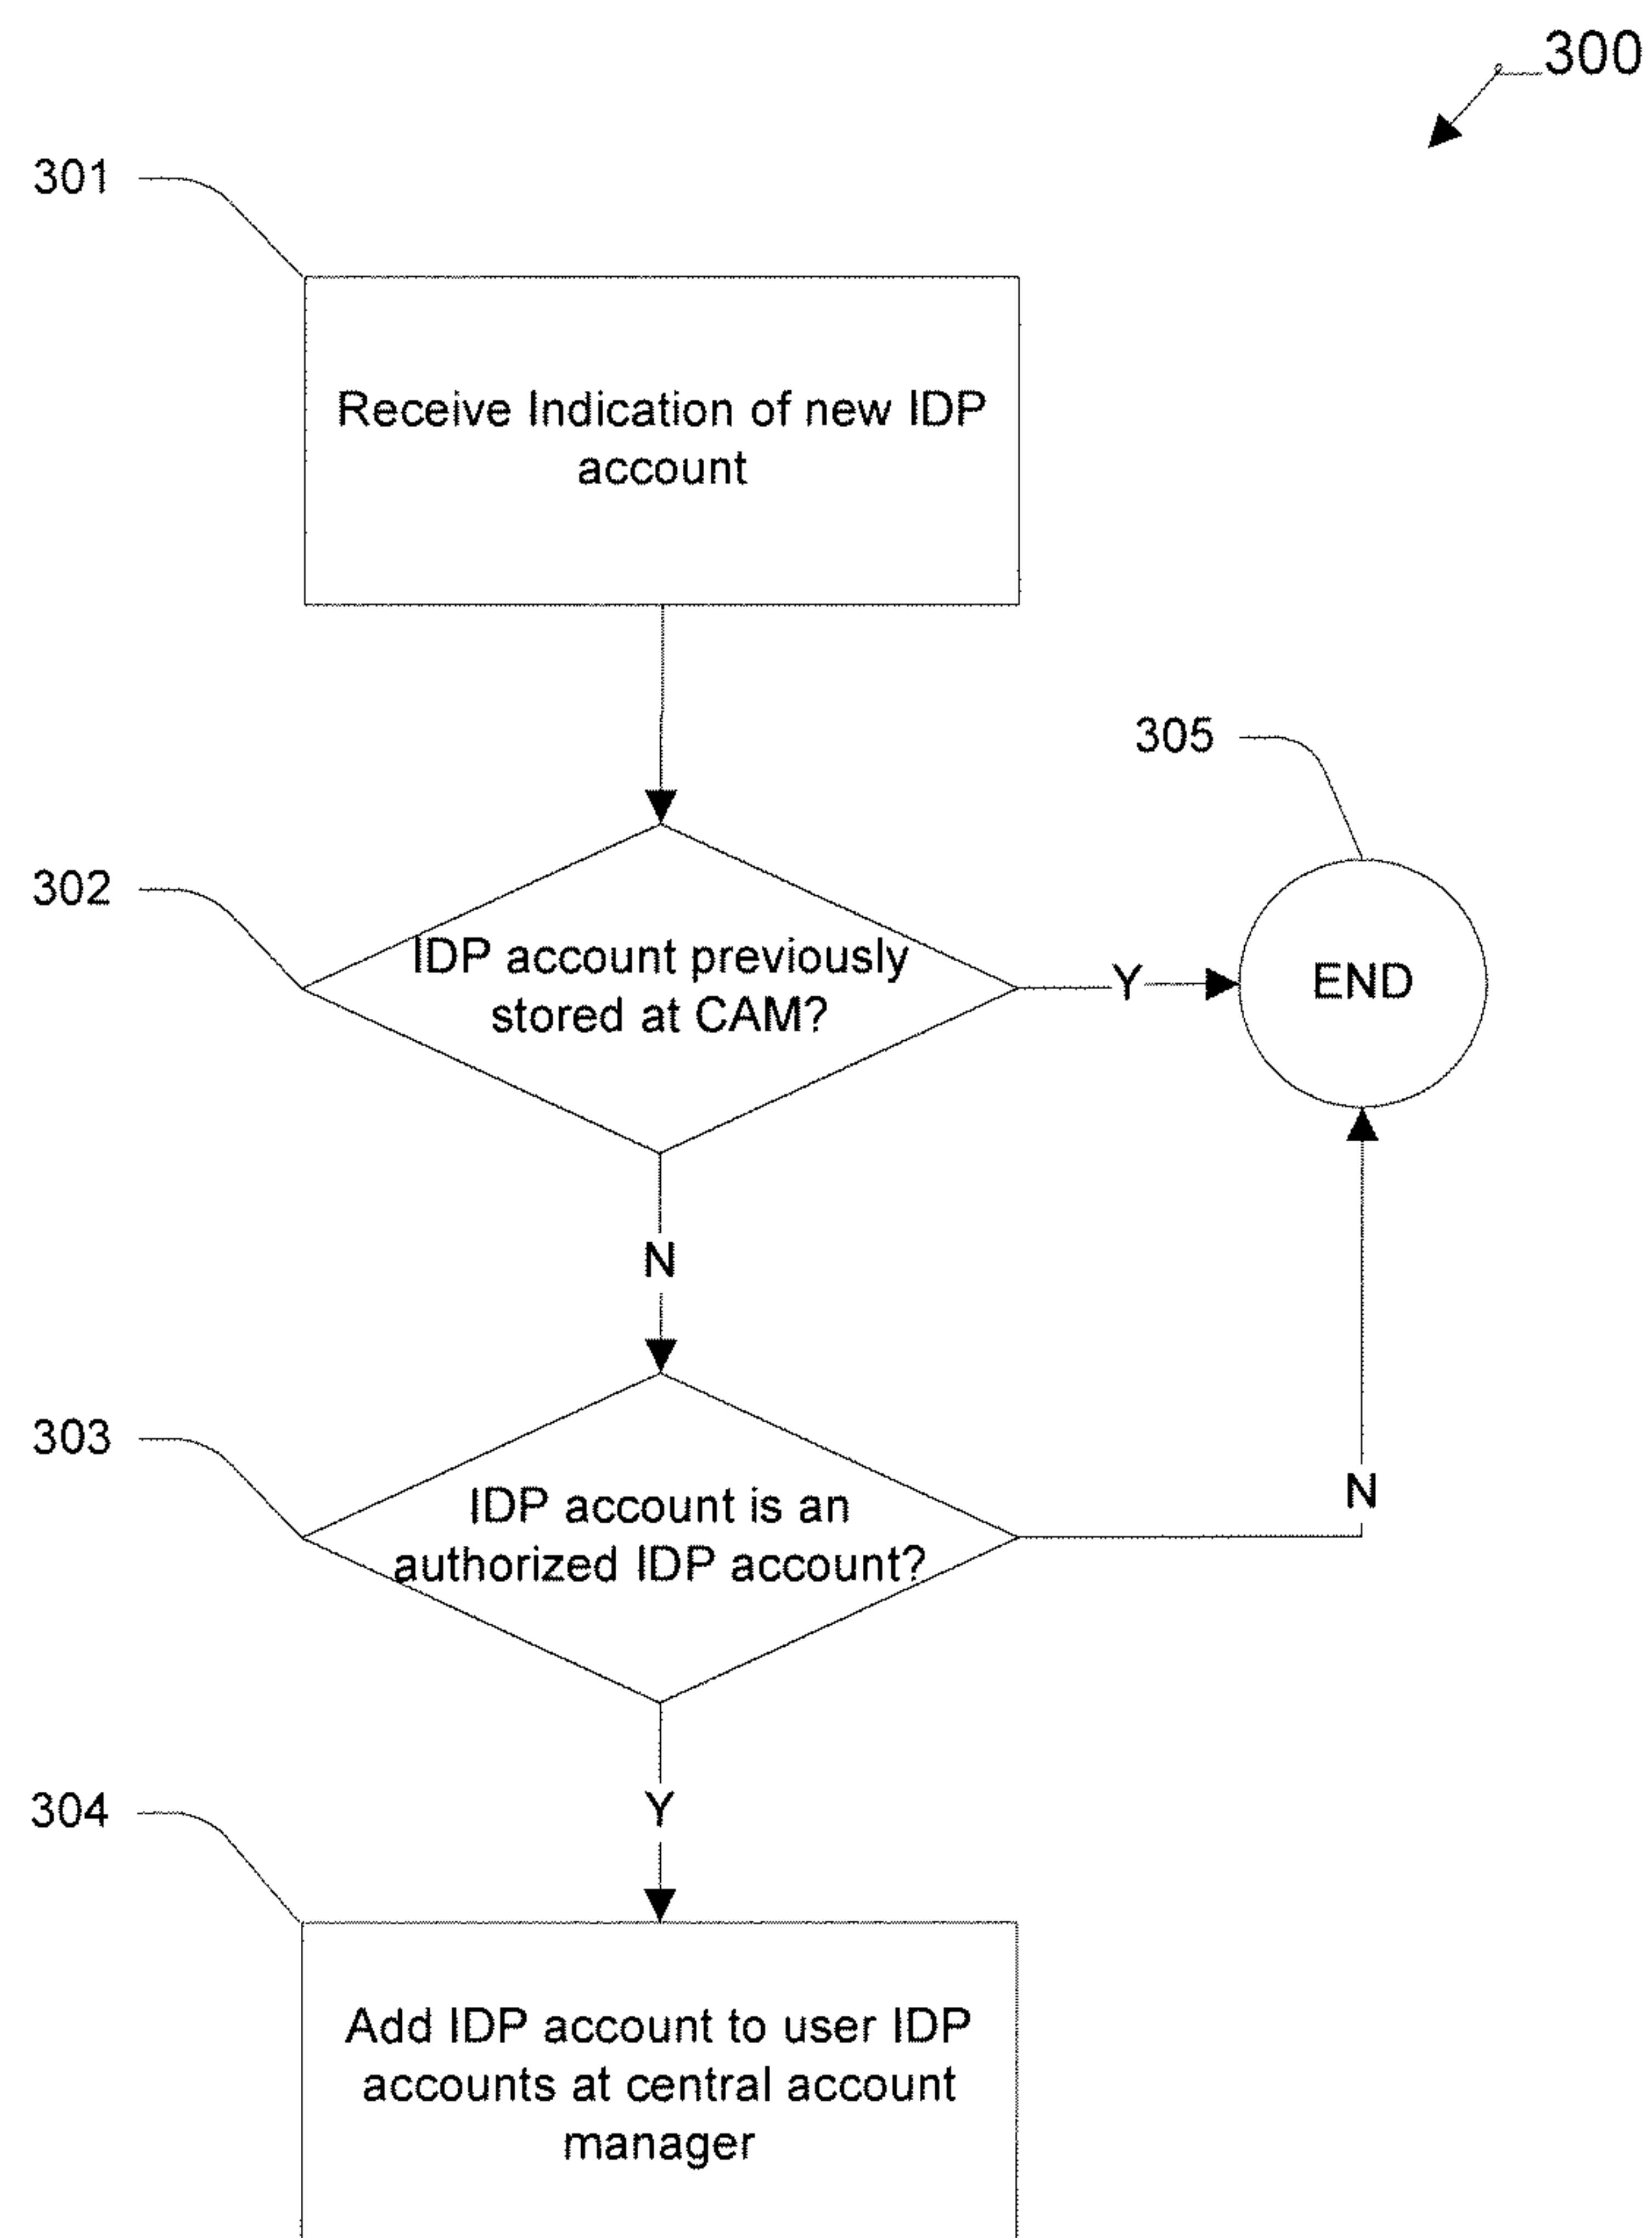 300
301
Receive Indication of new IDP
account
305
302
IDP account previously
stored at CAM?
Y
END
N
303
IDP account is an
authorized IDP account?
N
Y
304
Add IDP account to user IDP
accounts at central account
manager